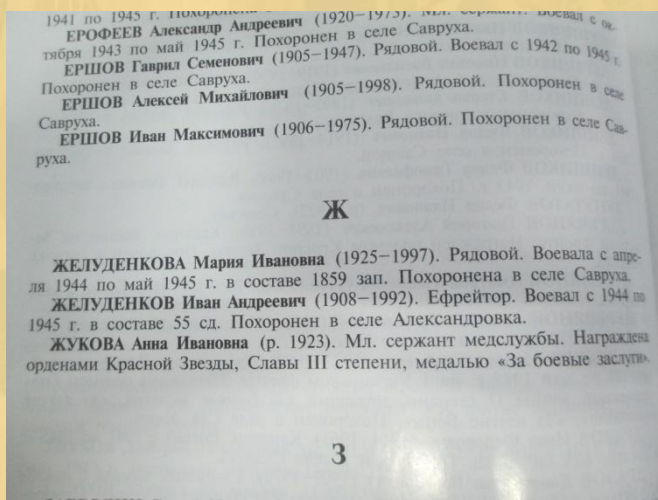 1941 по 1945 г. Похоронена
ЕРОФЕЕВ Александр Андреевич (1920—1973). Мл. сержант. Воевал с ок-
тября 1943 по май 1945 г. Похоронен в селе Савруха.
ЕРШОВ Гаврил Семенович (1905—1947). Рядовой. Воевал с 1942 по 1945 г.
Похоронен в селе Савруха.
ЕРШОВ Алексей Михайлович (1905—1998). Рядовой. Похоронен в селе
Савруха.
ЕРШОВ Иван Максимович (1906—1975). Рядовой. Похоронен в селе Сав-
руха.
Ж
ЖЕЛУДЕНКОВА Мария Ивановна (1925—1997). Рядовой. Воевала с апре-
ля 1944 по май 1945 г. в составе 1859 зап. Похоронена в селе Савруха.
ЖЕЛУДЕНКОВ Иван Андреевич (1908—1992). Ефрейтор. Воевал с 1944 по
1945 г. в составе 55 сд. Похоронен в селе Александровка.
ЖУКОВА Анна Ивановна (р. 1923). Мл. сержант медслужбы. Награждена
орденами Красной Звезды, Славы III степени, медалью «За боевые заслуги».
З